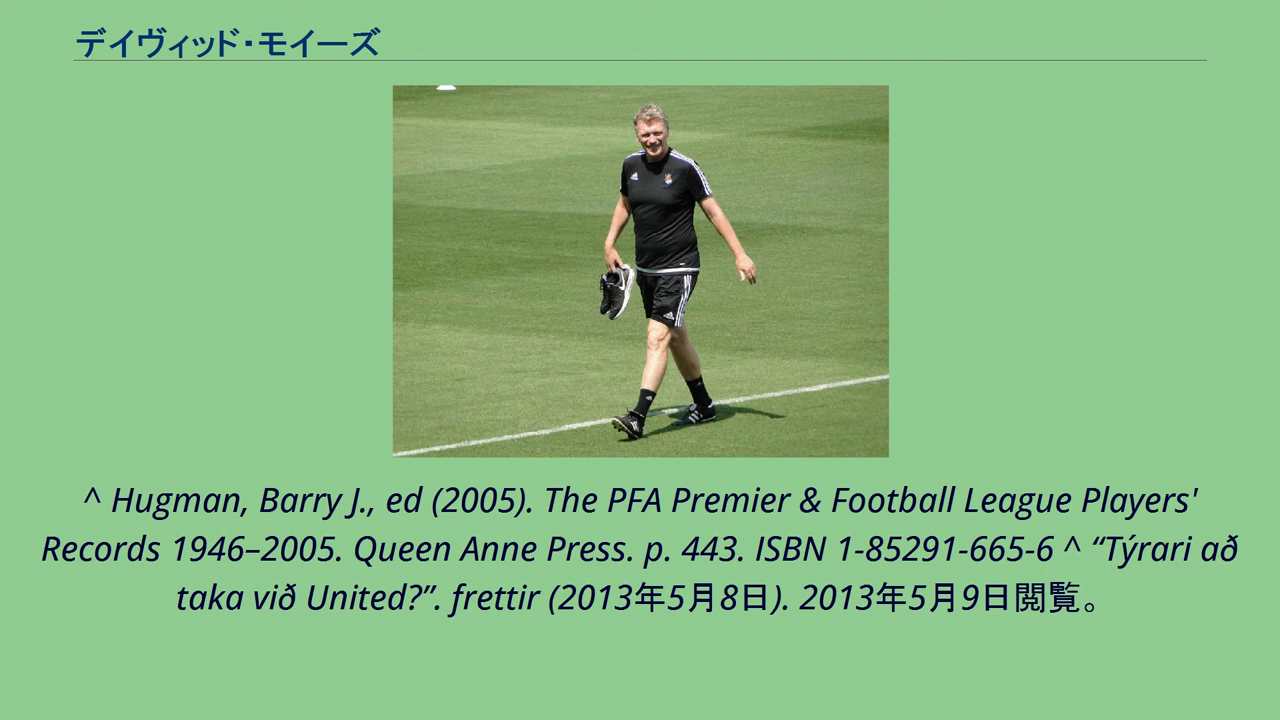 デイヴィッド・モイーズ
^ Hugman, Barry J., ed (2005). The PFA Premier & Football League Players'
Records 1946–2005. Queen Anne Press. p. 443. ISBN 1-85291-665-6 ^ “Týrari að
taka við United?”. frettir (2013年5月8日). 2013年5月9日閲覧。